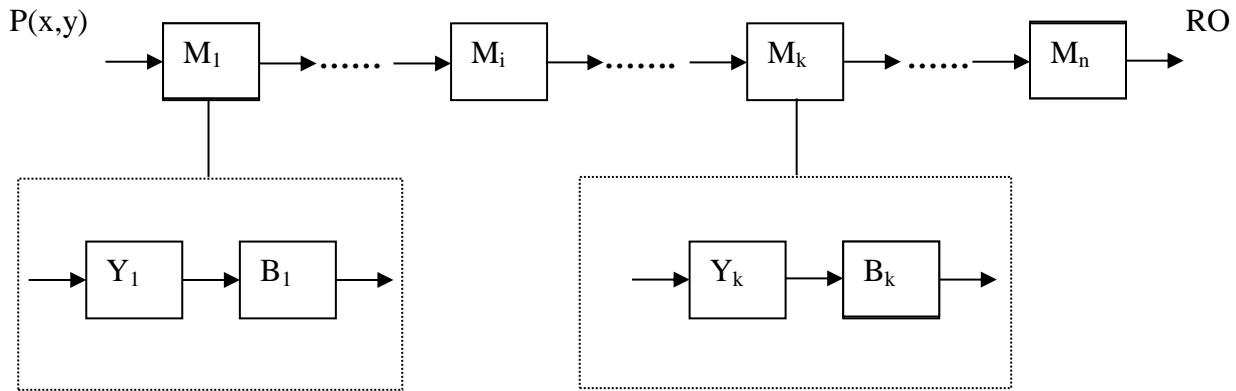 P(x,y) RO
M₁ ...... Mᵢ ....... Mₖ ...... Mₙ
Y₁ B₁ Yₖ Bₖ